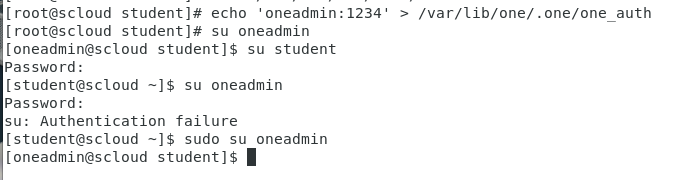 [root@scloud student]# echo 'oneadmin:1234' > /var/lib/one/.one/one_auth
[root@scloud student]# su oneadmin
[oneadmin@scloud student]$ su student
Password:
[student@scloud ~]$ su oneadmin
Password:
su: Authentication failure
[student@scloud ~]$ sudo su oneadmin
[oneadmin@scloud student]$